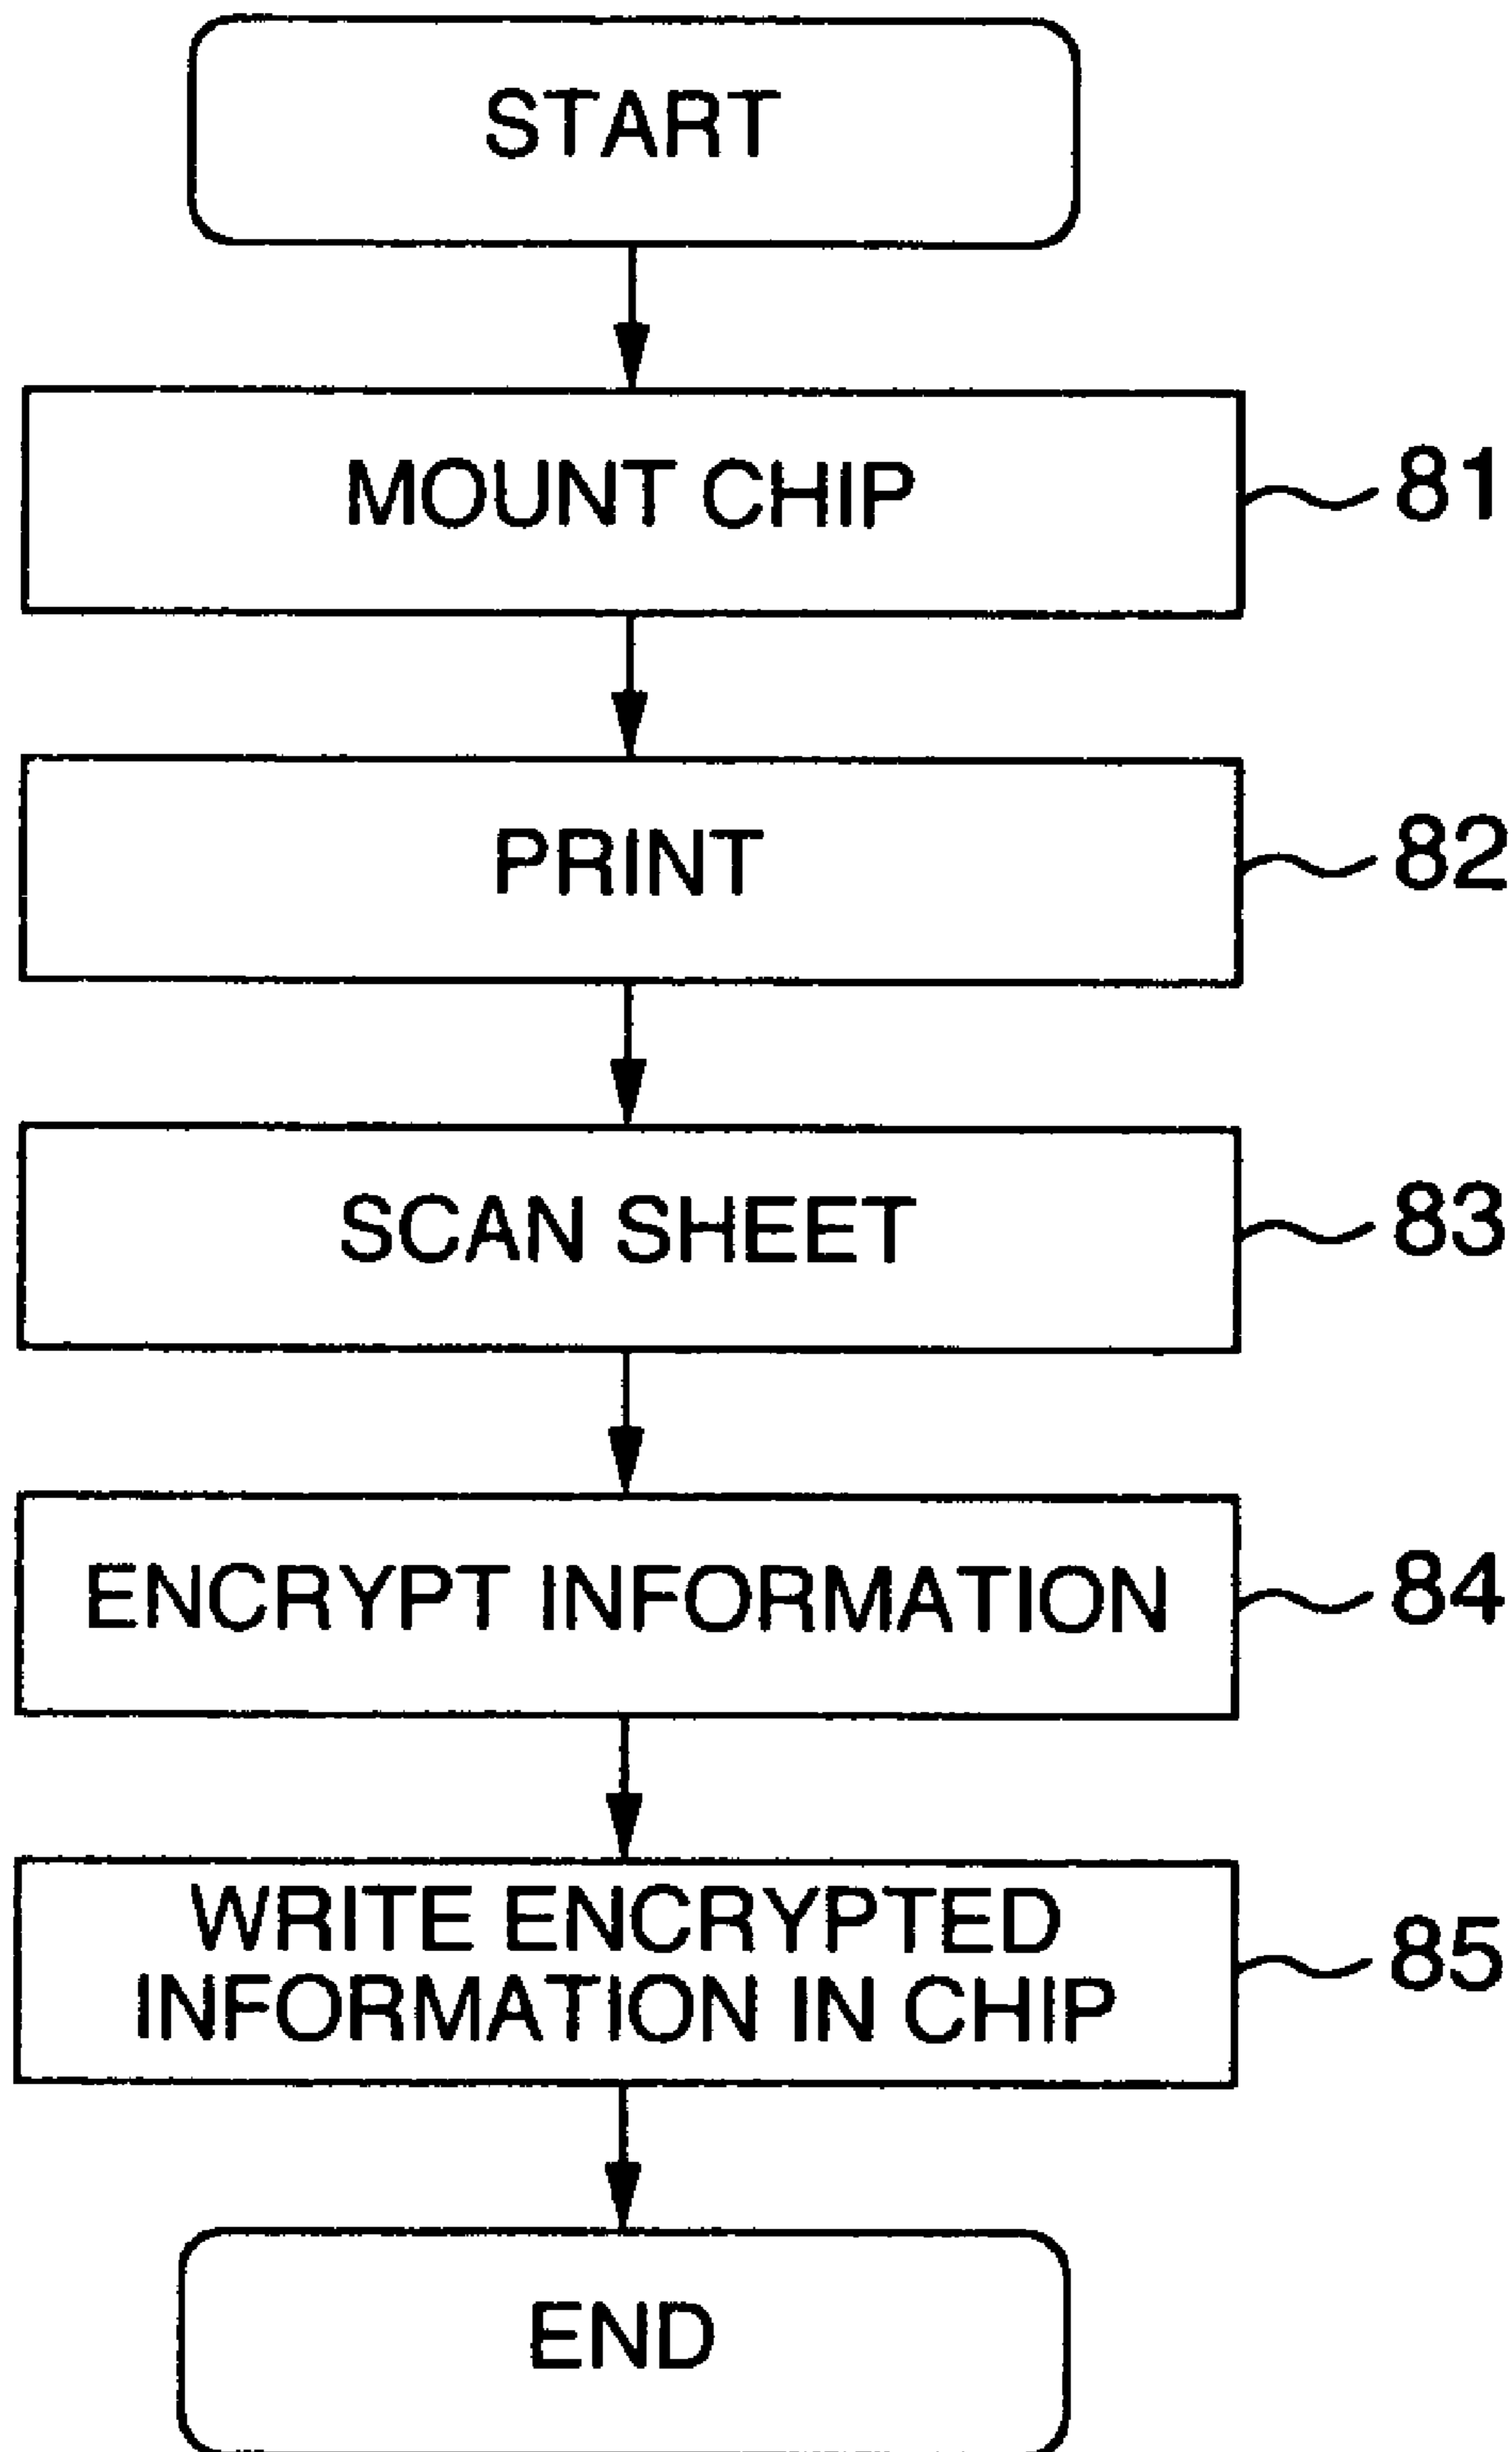 START
MOUNT CHIP
81
PRINT
82
SCAN SHEET
83
ENCRYPT INFORMATION
84
WRITE ENCRYPTED
INFORMATION IN CHIP
85
END